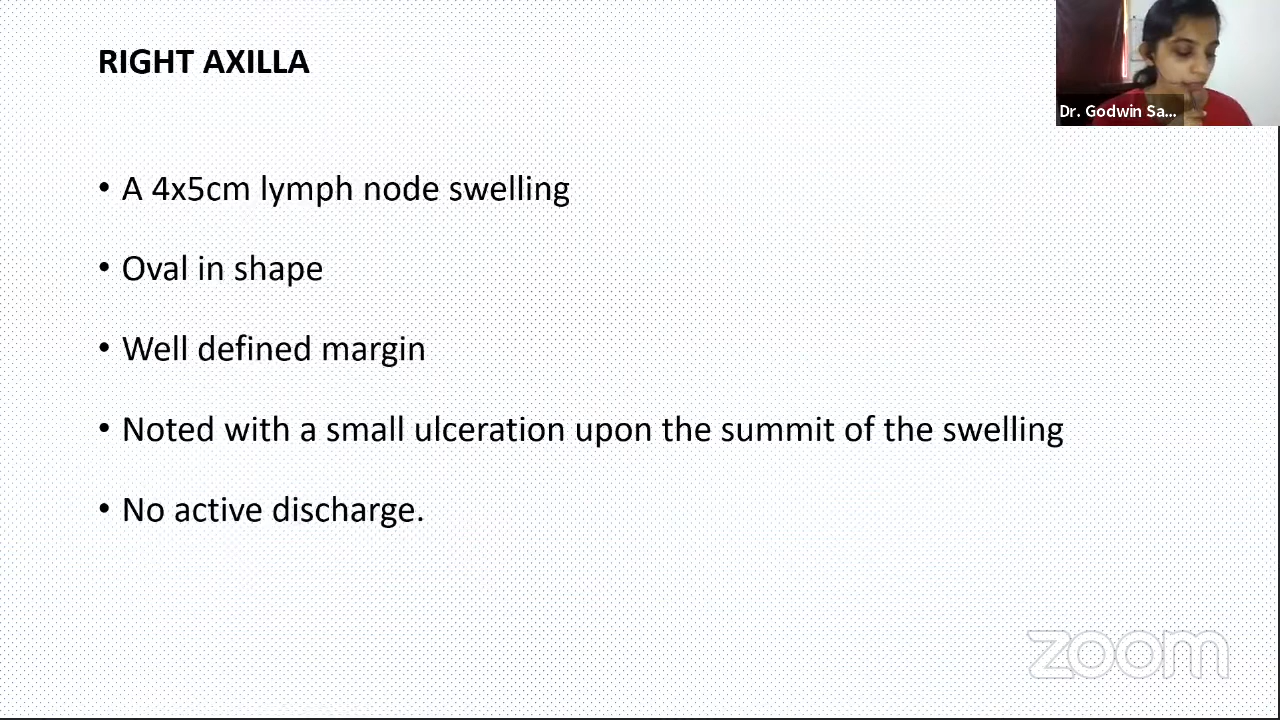 RIGHT AXILLA
Dr. Godwin Sa...
• A 4x5cm lymph node swelling
• Oval in shape
• Well defined margin
• Noted with a small ulceration upon the summit of the swelling
• No active discharge.
zoom